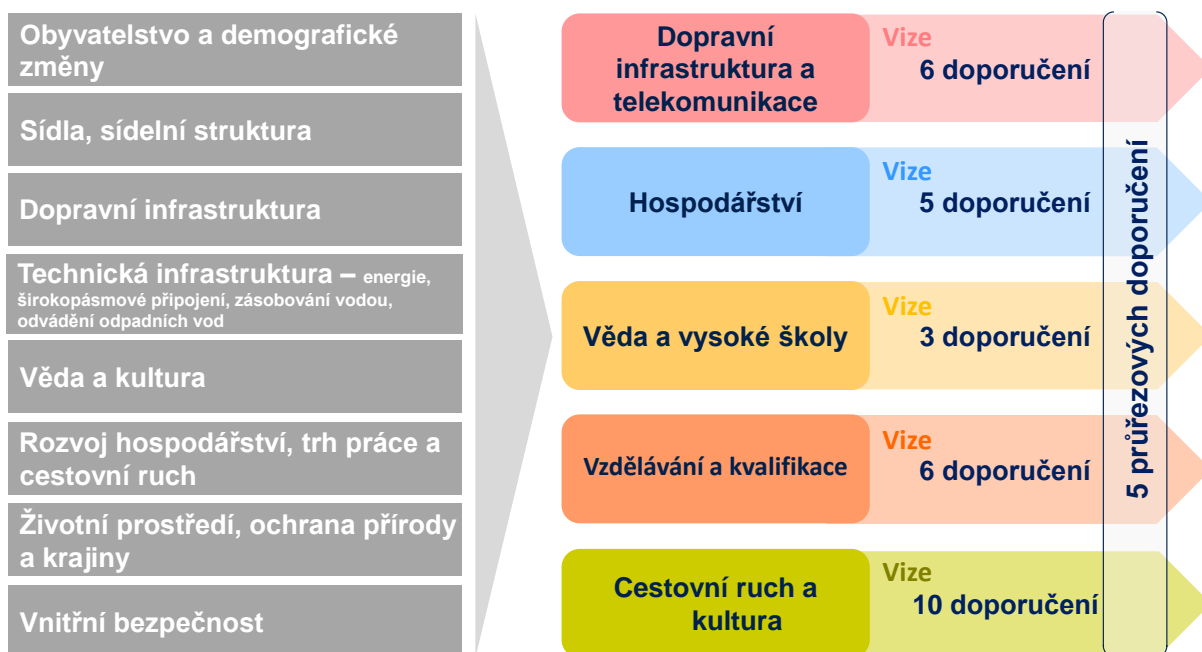 Obyvatelstvo a demografické
změny
Sídla, sídelní struktura
Dopravní infrastruktura
Technická infrastruktura – energie,
širokopásmové připojení, zásobování vodou,
odvádění odpadních vod
Věda a kultura
Rozvoj hospodářství, trh práce a
cestovní ruch
Životní prostředí, ochrana přírody
a krajiny
Vnitřní bezpečnost
Dopravní
infrastruktura a
telekomunikace
Vize
6 doporučení
Hospodářství
Vize
5 doporučení
Věda a vysoké školy
Vize
3 doporučení
Vzdělávání a kvalifikace
Vize
6 doporučení
Cestovní ruch a
kultura
Vize
10 doporučení
5 průřezových doporučení